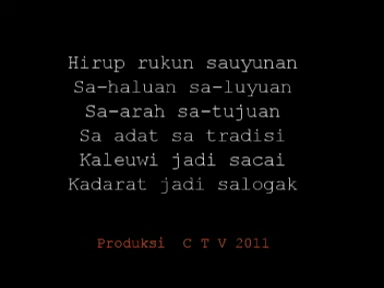 Hirup rukun sauyunan
Sa-haluan sa-luyuan
Sa-arah sa-tujuan
Sa adat sa tradisi
Kaleuwi jadi sacai
Kadarat jadi salogak
Produksi C T V 2011